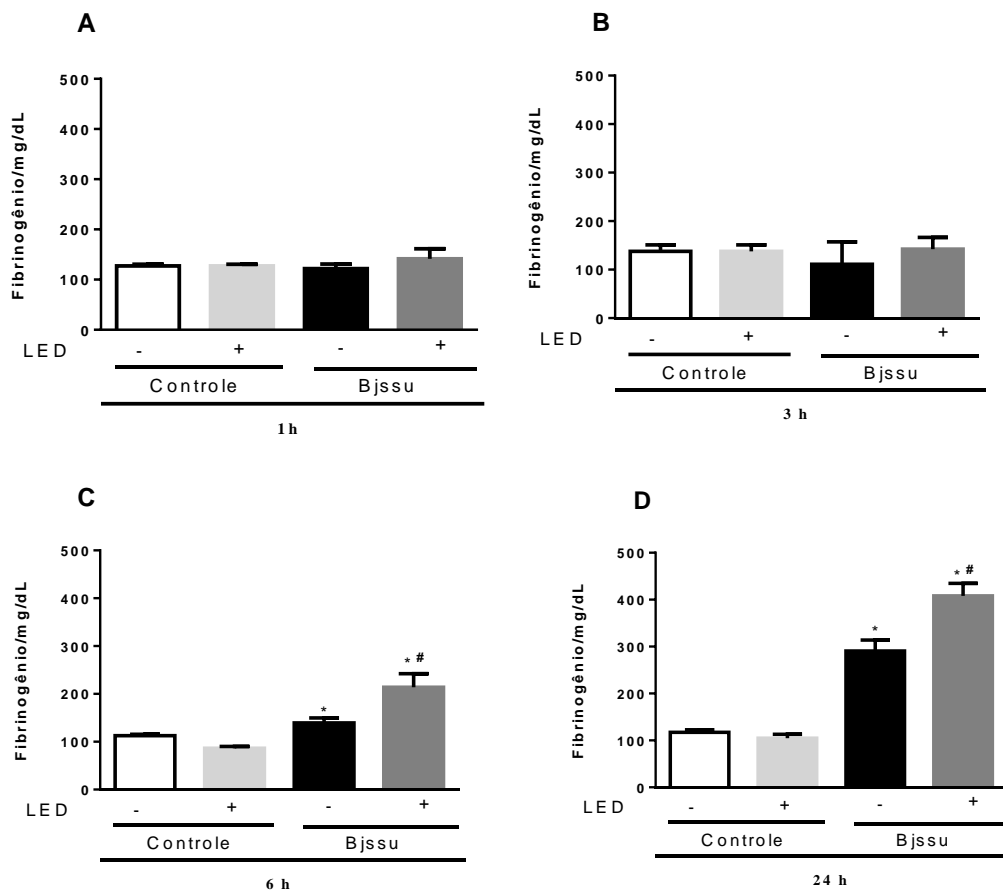 A
Fibrinogênio/mg/dL
500
400
300
200
100
0
LED - + - +
Controle Bjssu
1 h
B
Fibrinogênio/mg/dL
500
400
300
200
100
0
LED - + - +
Controle Bjssu
3 h
C
Fibrinogênio/mg/dL
500
400
300
200
100
0
*
* #
LED - + - +
Controle Bjssu
6 h
D
Fibrinogênio/mg/dL
500
400
300
200
100
0
*
* #
LED - + - +
Controle Bjssu
24 h